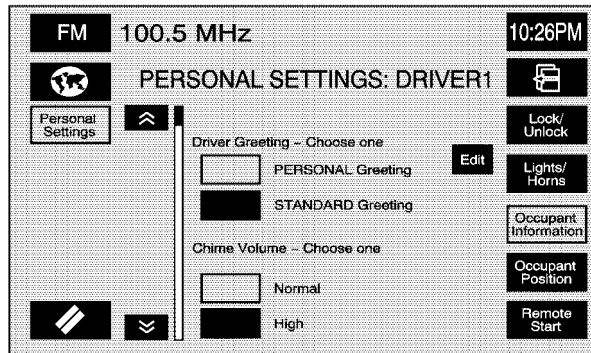 FM
100.5 MHz
10:26PM
PERSONAL SETTINGS: DRIVER1
Personal
Settings
Lock/
Unlock
Driver Greeting – Choose one
Edit
PERSONAL Greeting
Lights/
Horns
STANDARD Greeting
Occupant
Information
Chime Volume – Choose one
Occupant
Position
Normal
High
Remote
Start